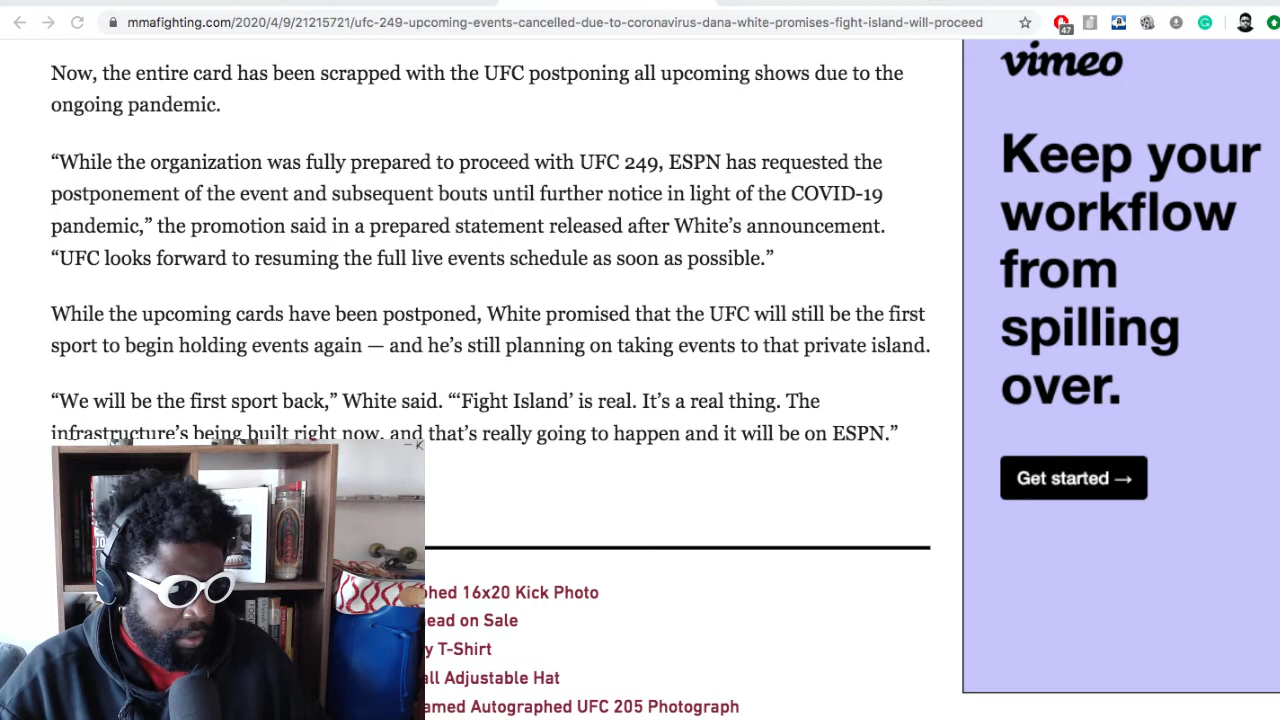 mmafighting.com/2020/4/9/21215721/ufc-249-upcoming-events-cancelled-due-to-coronavirus-dana-white-promises-fight-island-will-proceed
47
Now, the entire card has been scrapped with the UFC postponing all upcoming shows due to the
ongoing pandemic.
“While the organization was fully prepared to proceed with UFC 249, ESPN has requested the
postponement of the event and subsequent bouts until further notice in light of the COVID-19
pandemic,” the promotion said in a prepared statement released after White’s announcement.
“UFC looks forward to resuming the full live events schedule as soon as possible.”
While the upcoming cards have been postponed, White promised that the UFC will still be the first
sport to begin holding events again — and he’s still planning on taking events to that private island.
“We will be the first sport back,” White said. “‘Fight Island’ is real. It’s a real thing. The
infrastructure’s being built right now, and that’s really going to happen and it will be on ESPN.”
phed 16x20 Kick Photo
ead on Sale
y T-Shirt
all Adjustable Hat
amed Autographed UFC 205 Photograph
vimeo
Keep your
workflow
from
spilling
over.
Get started →